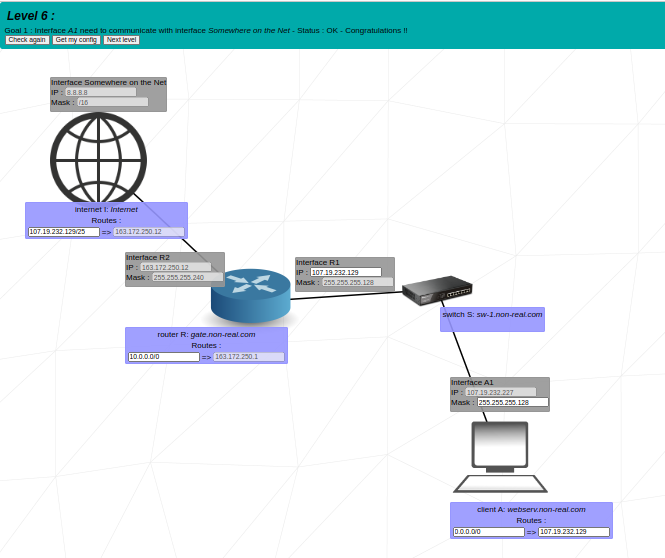 Level 6 :
Goal 1 : Interface A1 need to communicate with interface Somewhere on the Net - Status : OK - Congratulations !!
Check again Get my config Next level
Interface Somewhere on the Net
IP : 8.8.8.8
Mask : /16
internet I: Internet
Routes :
107.19.232.129/25 => 163.172.250.12
Interface R2
IP : 163.172.250.12
Mask : 255.255.255.240
Interface R1
IP : 107.19.232.129
Mask : 255.255.255.128
switch S: sw-1.non-real.com
router R: gate.non-real.com
Routes :
10.0.0.0/0 => 163.172.250.1
Interface A1
IP : 107.19.232.227
Mask : 255.255.255.128
client A: webserv.non-real.com
Routes :
0.0.0.0/0 => 107.19.232.129